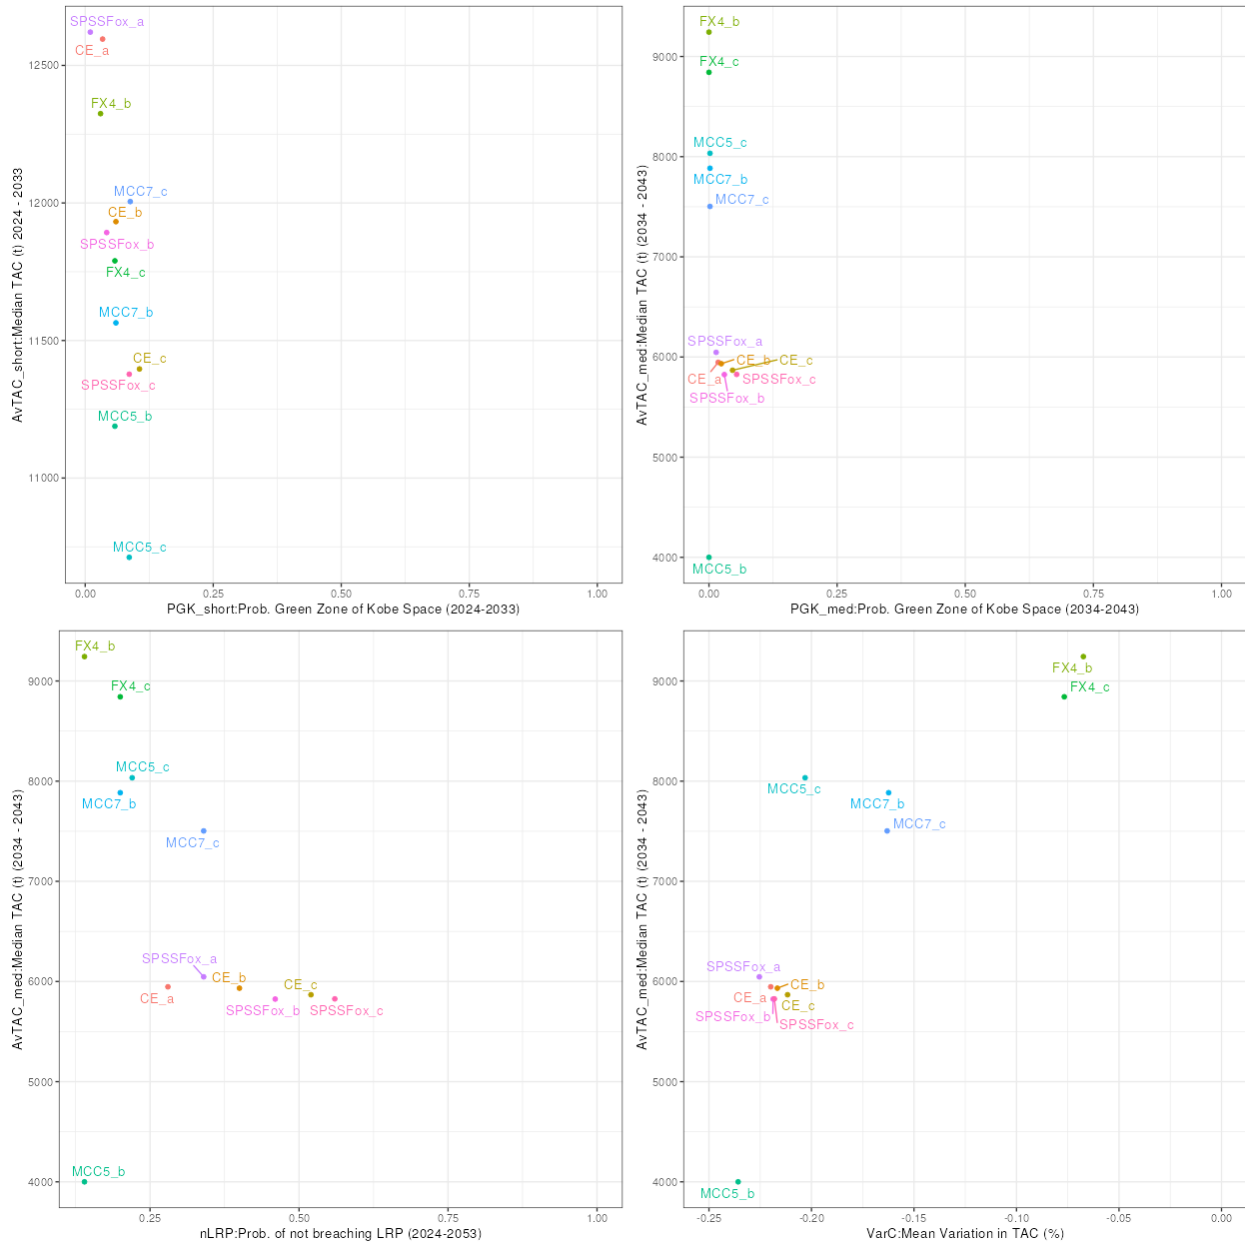 SPSSFox_a
CE_a
12500
FX4_b
MCC7_c
12000
CE_b
SPSSFox_b
FX4_c
MCC7_b
11500
CE_c
SPSSFox_c
MCC5_b
11000
MCC5_c
0.00 0.25 0.50 0.75 1.00
PGK_short:Prob. Green Zone of Kobe Space (2024-2033)
AvTAC_short:Median TAC (t) 2024 - 2033
FX4_b
9000
FX4_c
MCC5_c
8000
MCC7_b
MCC7_c
7000
SPSSFox_a
6000
CE_b CE_c
CE_a SPSSFox_c
SPSSFox_b
5000
4000
MCC5_b
0.00 0.25 0.50 0.75 1.00
PGK_med:Prob. Green Zone of Kobe Space (2034-2043)
AvTAC_med:Median TAC (t) (2034 - 2043)
FX4_b
9000
FX4_c
MCC5_c
8000
MCC7_b
MCC7_c
7000
SPSSFox_a
6000
CE_b
CE_c
CE_a
SPSSFox_b SPSSFox_c
5000
MCC5_b
4000
0.25 0.50 0.75 1.00
nLRP:Prob. of not breaching LRP (2024-2053)
AvTAC_med:Median TAC (t) (2034 - 2043)
FX4_b
9000
FX4_c
8000
MCC5_c
MCC7_b
MCC7_c
7000
SPSSFox_a
6000
CE_b
CE_a
CE_c
SPSSFox_b
SPSSFox_c
5000
4000
MCC5_b
-0.25 -0.20 -0.15 -0.10 -0.05 0.00
VarC:Mean Variation in TAC (%)
AvTAC_med:Median TAC (t) (2034 - 2043)